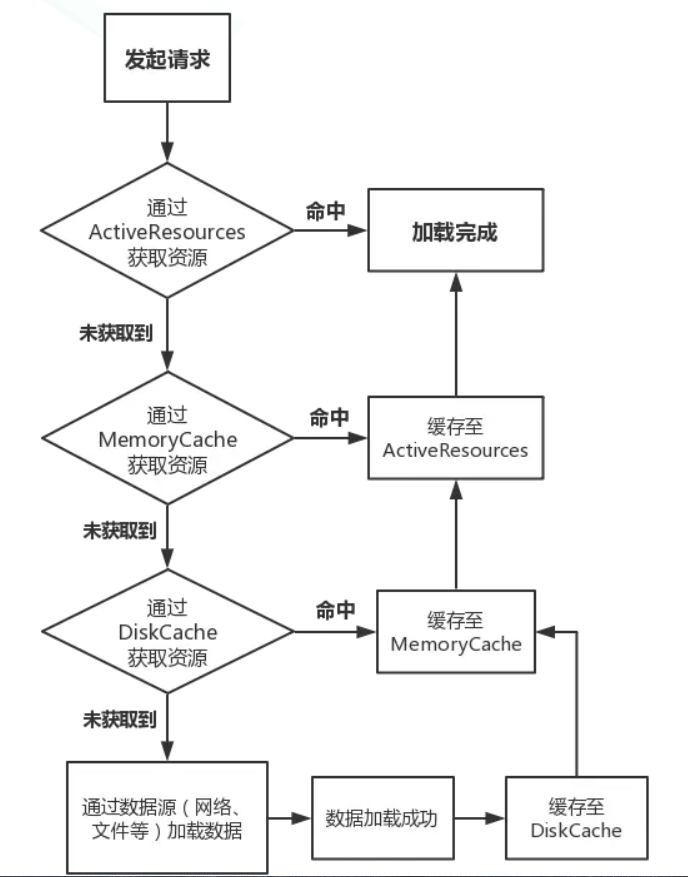 发起请求
通过
ActiveResources
获取资源
命中
加载完成
未获取到
通过
MemoryCache
获取资源
命中
缓存至
ActiveResources
未获取到
通过
DiskCache
获取资源
命中
缓存至
MemoryCache
未获取到
通过数据源（网络、
文件等）加载数据
数据加载成功
缓存至
DiskCache